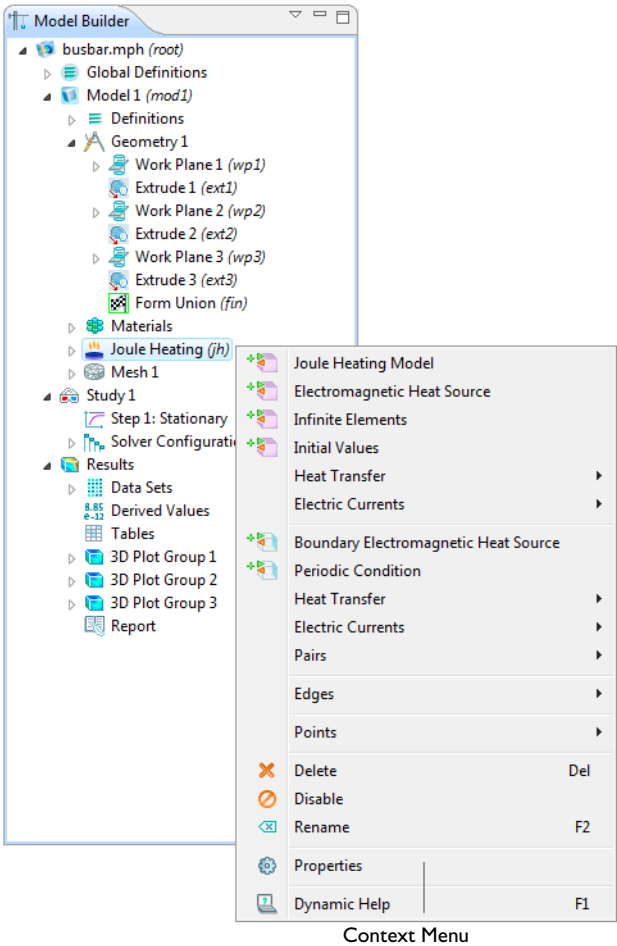 Model Builder
busbar.mph (root)
Global Definitions
Model 1 (mod1)
Definitions
Geometry 1
Work Plane 1 (wp1)
Extrude 1 (ext1)
Work Plane 2 (wp2)
Extrude 2 (ext2)
Work Plane 3 (wp3)
Extrude 3 (ext3)
Form Union (fin)
Materials
Joule Heating (jh)
Mesh 1
Study 1
Step 1: Stationary
Solver Configurati
Results
Data Sets
8.85
e-12 Derived Values
Tables
3D Plot Group 1
3D Plot Group 2
3D Plot Group 3
Report
Joule Heating Model
Electromagnetic Heat Source
Infinite Elements
Initial Values
Heat Transfer
Electric Currents
Boundary Electromagnetic Heat Source
Periodic Condition
Heat Transfer
Electric Currents
Pairs
Edges
Points
Delete Del
Disable
Rename F2
Properties
Dynamic Help F1
Context Menu